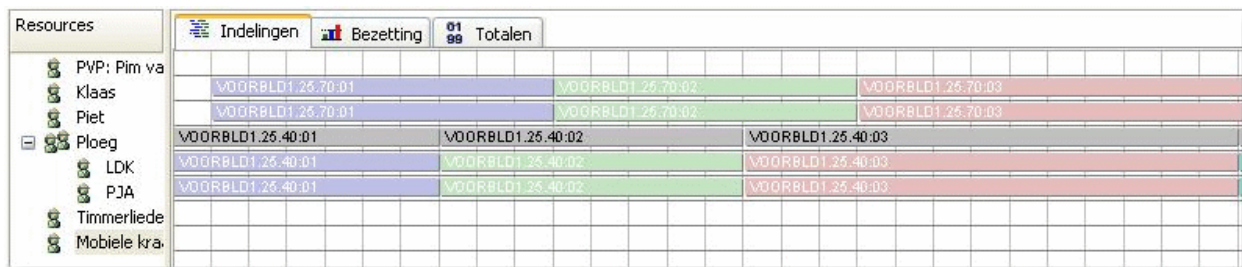 Resources Indelingen Bezetting 01 99 Totalen
PVP: Pim va
Klaas VOORBLD1.25.70:01 VOORBLD1.25.70:02 VOORBLD1.25.70:03
Piet VOORBLD1.25.70:01 VOORBLD1.25.70:02 VOORBLD1.25.70:03
Ploeg VOORBLD1.25.40:01 VOORBLD1.25.40:02 VOORBLD1.25.40:03
LDK VOORBLD1.25.40:01 VOORBLD1.25.40:02 VOORBLD1.25.40:03
PJA VOORBLD1.25.40:01 VOORBLD1.25.40:02 VOORBLD1.25.40:03
Timmerliede
Mobiele kra